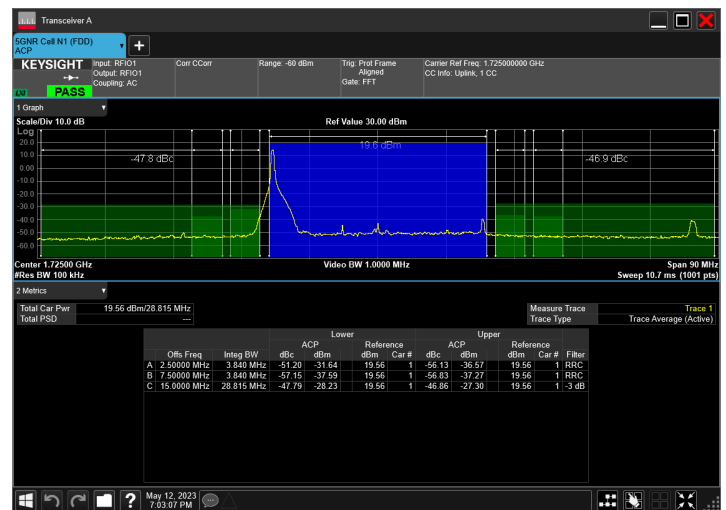 Transceiver A
5GNR Cell N1 (FDD)
ACP
KEYSIGHT
LXI
PASS
Input: RFIO1
Output: RFIO1
Coupling: AC
Corr CCorr
Range: -60 dBm
Trig: Prot Frame
Aligned
Gate: FFT
Carrier Ref Freq: 1.725000000 GHz
CC Info: Uplink, 1 CC
1 Graph
Scale/Div 10.0 dB
Ref Value 30.00 dBm
Log
20.0
10.0
0.00
-10.0
-20.0
-30.0
-40.0
-50.0
-60.0
-47.8 dBc
19.6 dBm
-46.9 dBc
Center 1.72500 GHz
Video BW 1.0000 MHz
Span 90 MHz
#Res BW 100 kHz
Sweep 10.7 ms (1001 pts)
2 Metrics
Total Car Pwr 19.56 dBm/28.815 MHz
Total PSD ---
Measure Trace Trace 1
Trace Type Trace Average (Active)
Lower Upper
ACP Reference ACP Reference
Offs Freq Integ BW dBc dBm dBm Car # dBc dBm dBm Car # Filter
A 2.50000 MHz 3.840 MHz -51.20 -31.64 19.56 1 -56.13 -36.57 19.56 1 RRC
B 7.50000 MHz 3.840 MHz -57.15 -37.59 19.56 1 -56.83 -37.27 19.56 1 RRC
C 15.0000 MHz 28.815 MHz -47.79 -28.23 19.56 1 -46.86 -27.30 19.56 1 -3 dB
May 12, 2023
7:03:07 PM